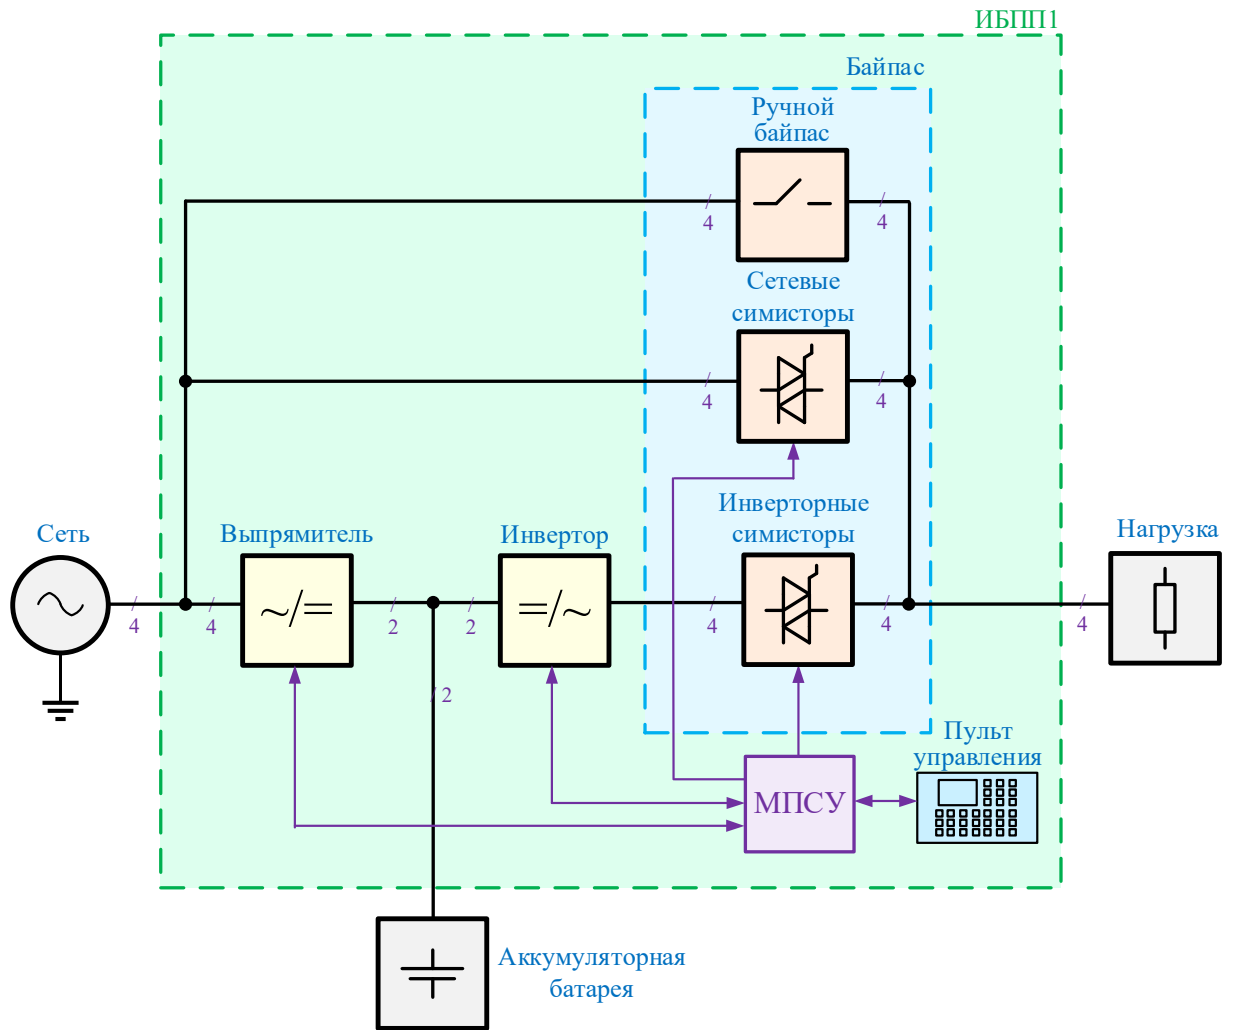 ИБПП1
Байпас
Ручной
байпас
/
4
/
4
Сетевые
симисторы
/
4
/
4
Инверторные
симисторы
Сеть
Выпрямитель
Инвертор
Нагрузка
/
4
/
4
~/=
/
2
/
2
=/~
/
4
/
4
/
4
/ 2
Пульт
управления
МПСУ
Аккумуляторная
батарея